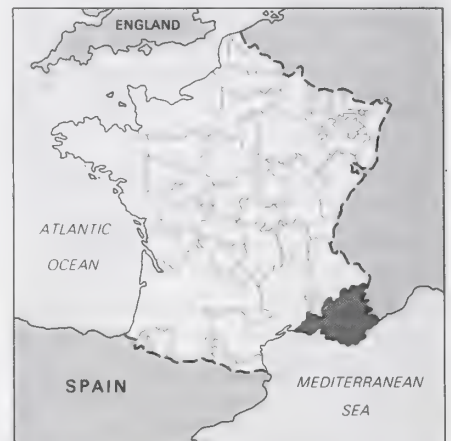 ENGLAND
ATLANTIC
OCEAN
SPAIN
MEDITERRANEAN
SEA